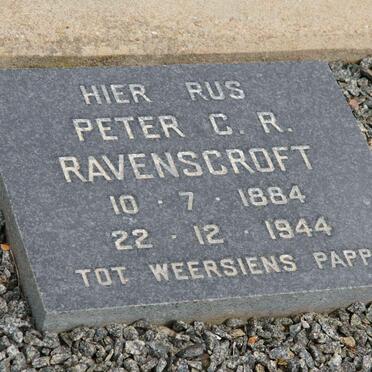 HIER RUS
PETER C. R.
RAVENSCROFT
10 · 7 · 1884
22 · 12 · 1944
TOT WEERSIENS PAPP